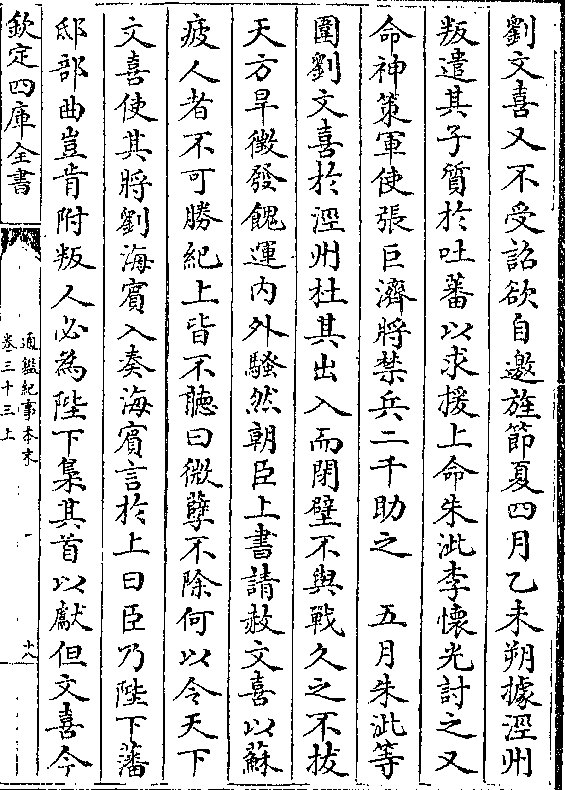 劉文喜又不受詔欲自邀旌節夏四月乙未朔據涇州
叛遣其子質於吐蕃以求援上命朱泚李懷光討之又
命神策軍使張巨濟將禁兵二千助之　五月朱泚等
圍劉文喜於涇州杜其出入而閉壁不與戰久之不拔
天方旱徵發餽運內外騷然朝臣上書請赦文喜以蘇
疲人者不可勝紀上皆不聽曰微孽不除何以令天下
文喜使其將劉海賓入奏海賓言於上曰臣乃陛下藩
邸部曲豈肯附叛人必為陛下梟其首以獻但文喜今
欽定四庫全書
通鑑紀事本末
卷三十三上